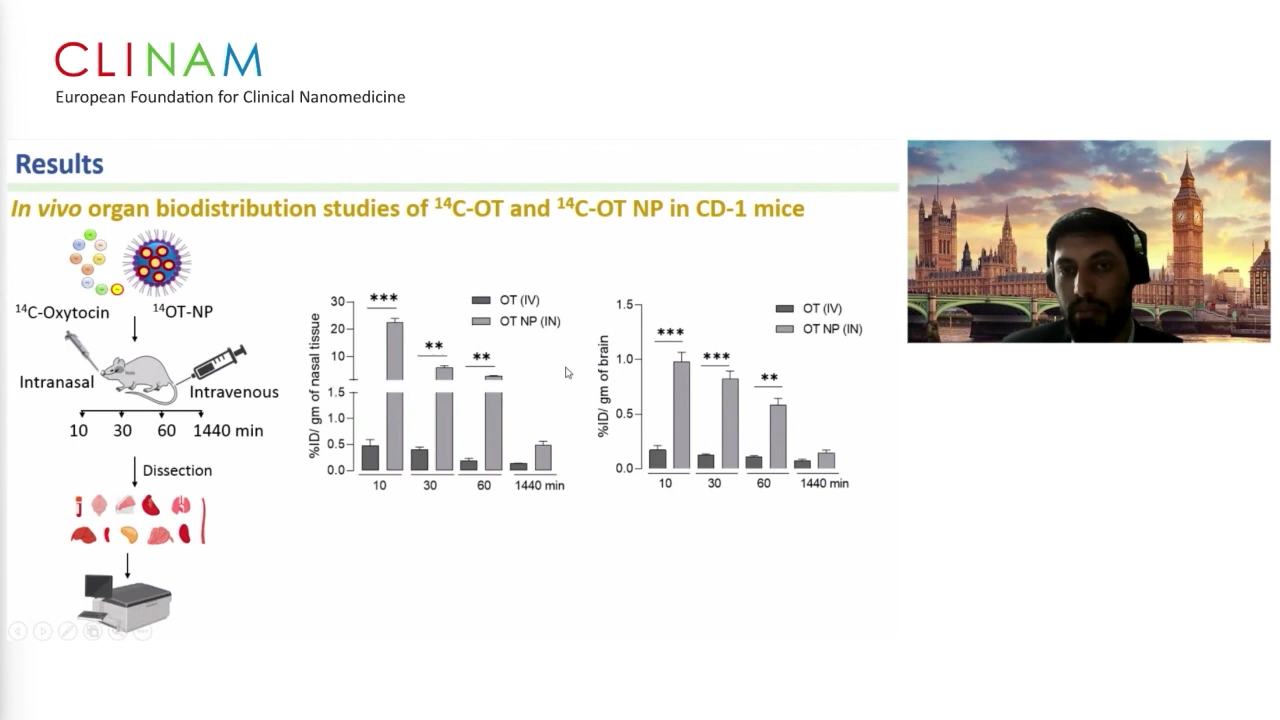 CLINAM
European Foundation for Clinical Nanomedicine
Results
In vivo organ biodistribution studies of ¹⁴C-OT and ¹⁴C-OT NP in CD-1 mice
¹⁴C-Oxytocin
¹⁴OT-NP
Intranasal
Intravenous
10 30 60 1440 min
Dissection
%ID/ gm of nasal tissue
30
20
10
1.5
1.0
0.5
0.0
***
**
**
OT (IV)
OT NP (IN)
10 30 60 1440 min
%ID/ gm of brain
1.5
1.0
0.5
0.0
***
***
**
OT (IV)
OT NP (IN)
10 30 60 1440 min